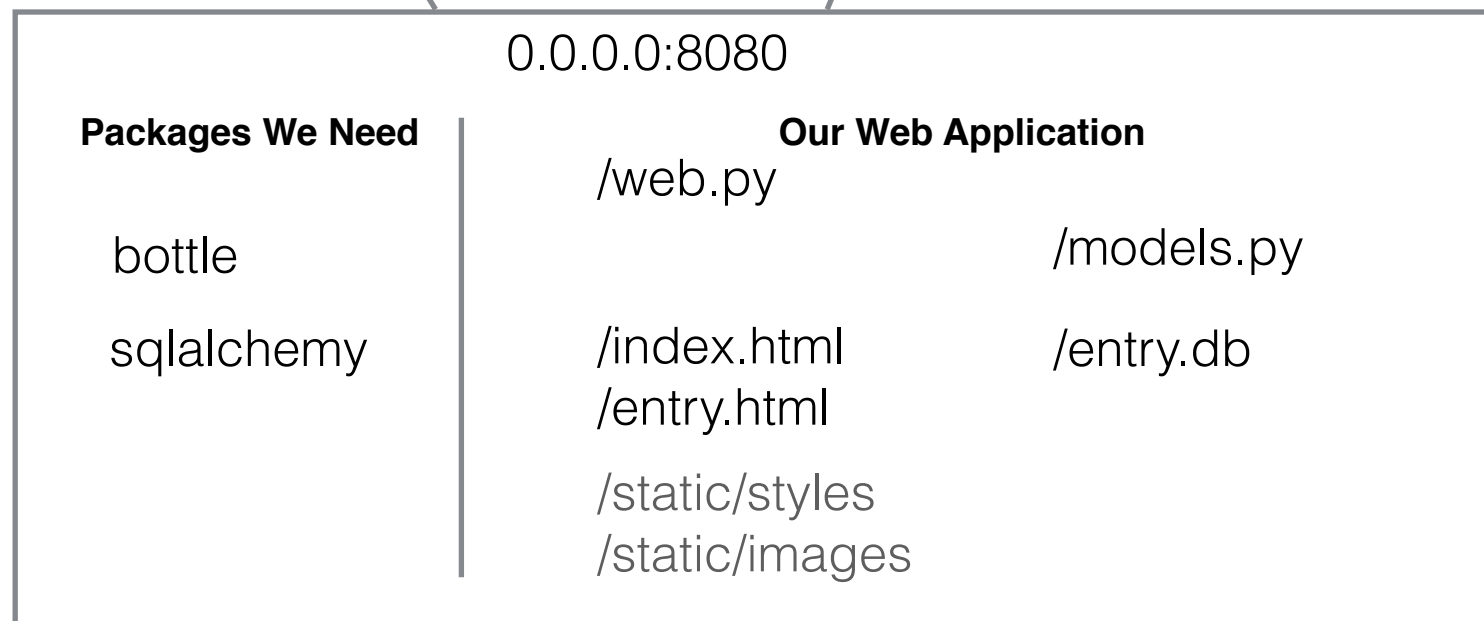 0.0.0.0:8080
Packages We Need
bottle
sqlalchemy
Our Web Application
/web.py
/models.py
/index.html
/entry.html
/entry.db
/static/styles
/static/images